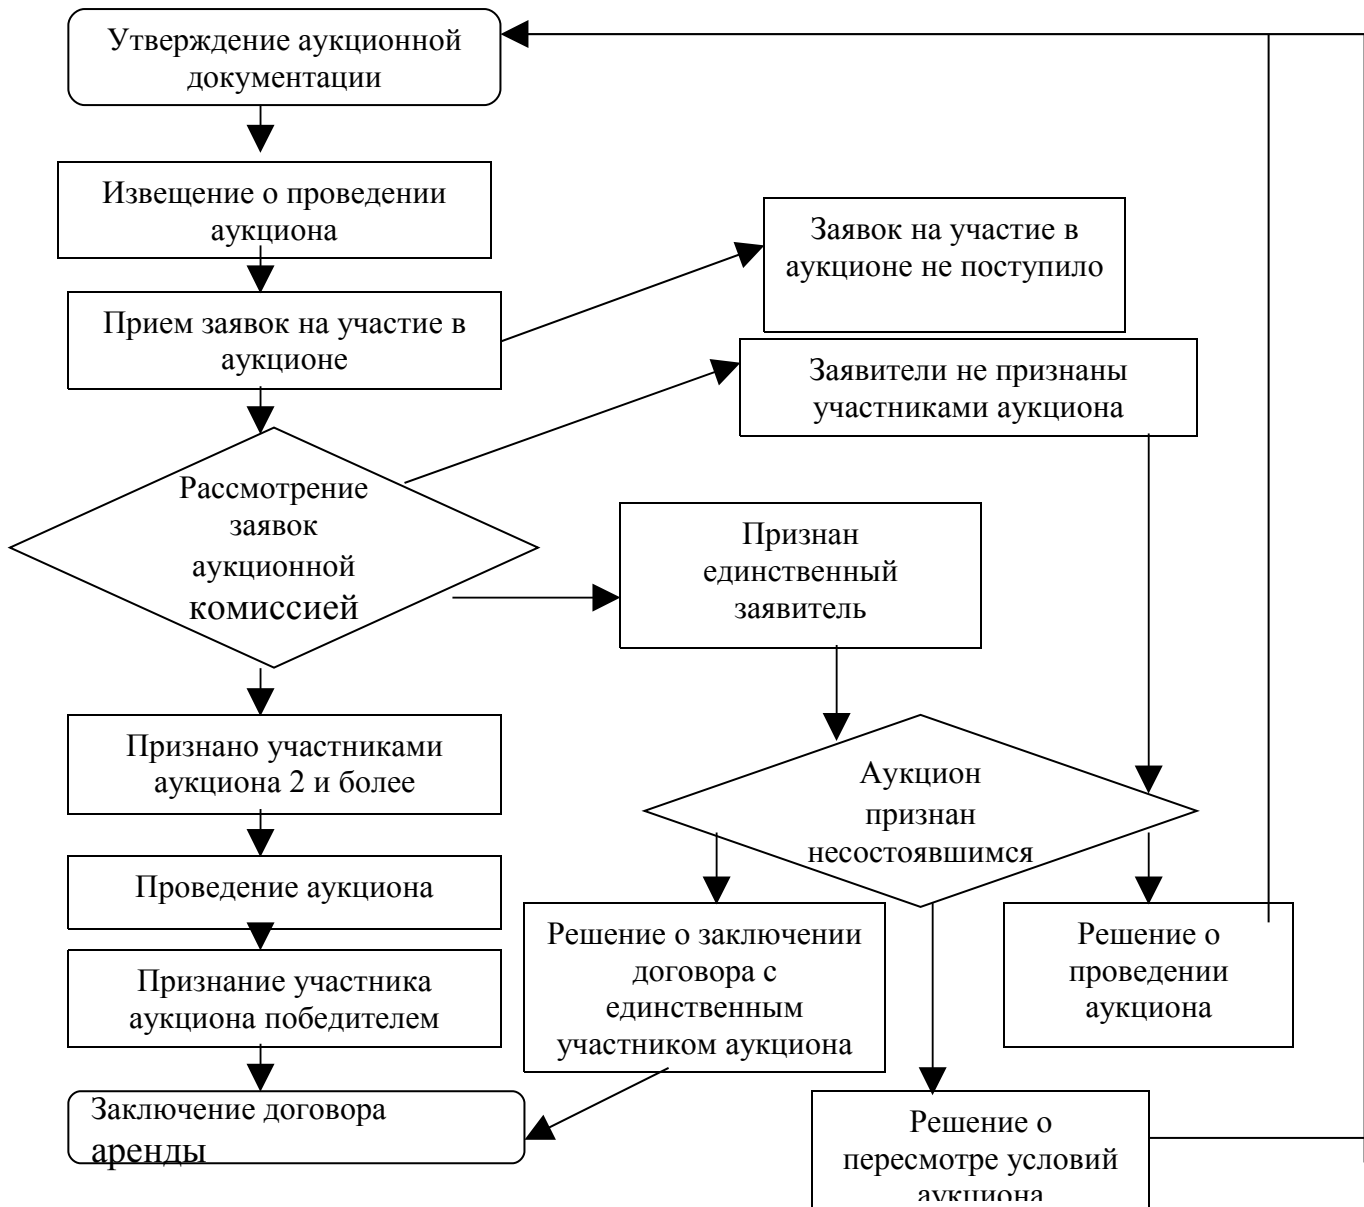 Утверждение аукционной
документации
Извещение о проведении
аукциона
Заявок на участие в
аукционе не поступило
Прием заявок на участие в
аукционе
Заявители не признаны
участниками аукциона
Рассмотрение
заявок
аукционной
комиссией
Признан
единственный
заявитель
Признано участниками
аукциона 2 и более
Аукцион
признан
несостоявшимся
Проведение аукциона
Решение о заключении
договора с
единственным
участником аукциона
Решение о
проведении
аукциона
Признание участника
аукциона победителем
Заключение договора
аренды
Решение о
пересмотре условий
аукциона